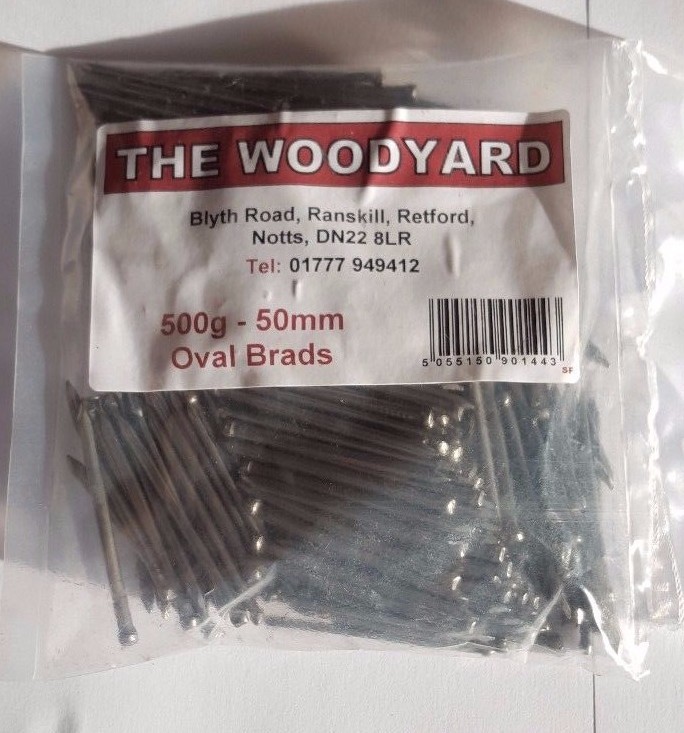 THE WOODYARD
Blyth Road, Ranskill, Retford,
Notts, DN22 8LR
Tel: 01777 949412
500g - 50mm
Oval Brads
5 055150 901443
SF